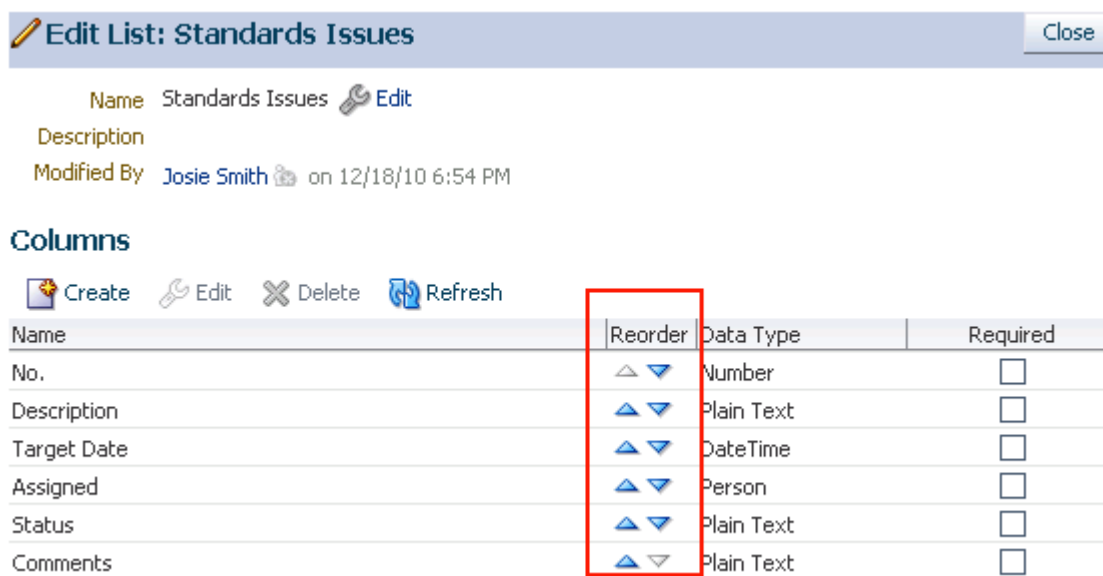 Edit List: Standards Issues Close
Name Standards Issues Edit
Description
Modified By Josie Smith on 12/18/10 6:54 PM
Columns
Create Edit Delete Refresh
Name Reorder Data Type Required
No. Number
Description Plain Text
Target Date DateTime
Assigned Person
Status Plain Text
Comments Plain Text